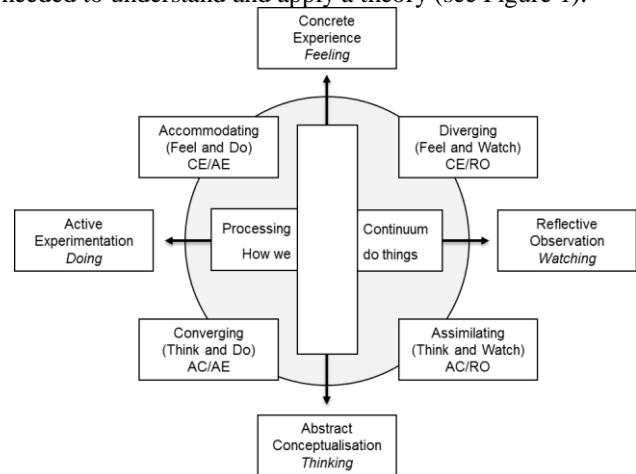 needed to understand and apply a theory (see Figure 1).
Concrete
Experience
Feeling
Accommodating
(Feel and Do)
CE/AE
Diverging
(Feel and Watch)
CE/RO
Active
Experimentation
Doing
Processing
How we
Continuum
do things
Reflective
Observation
Watching
Converging
(Think and Do)
AC/AE
Assimilating
(Think and Watch)
AC/RO
Abstract
Conceptualisation
Thinking